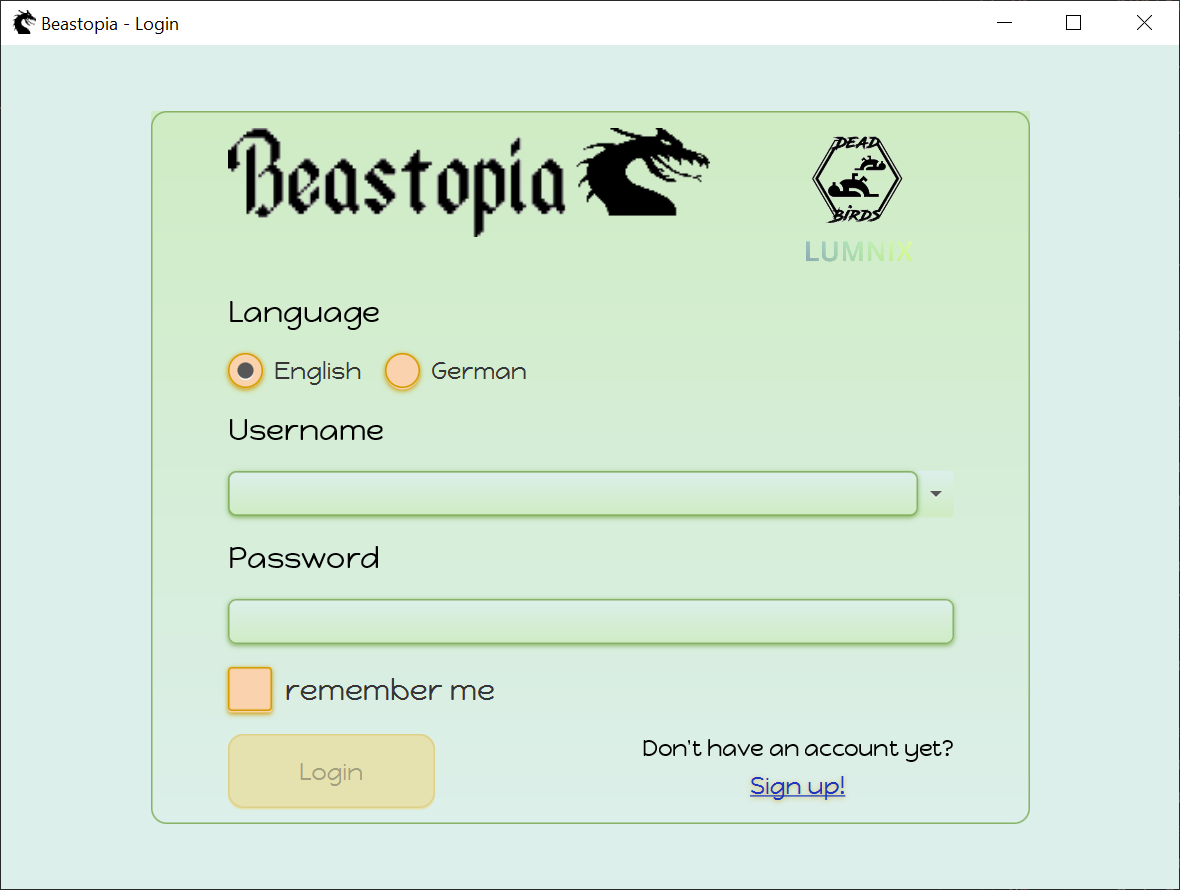 Beastopia - Login
Beastopia
DEAD
BIRDS
LUMNIX
Language
English German
Username
Password
remember me
Login
Don't have an account yet?
Sign up!